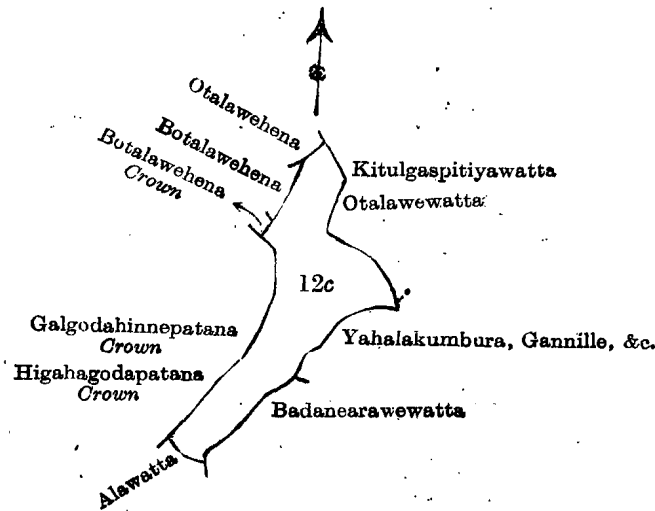 Otalawehena
Botalawehena
Botalawehena
Crown
Kitulgaspitiyawatta
Otalawewatta
12c
Galgodahinnepatana
Crown
Yahalakumbura, Gannille, &c.
Higahagodapatana
Crown
Badanearawewatta
Alawatta